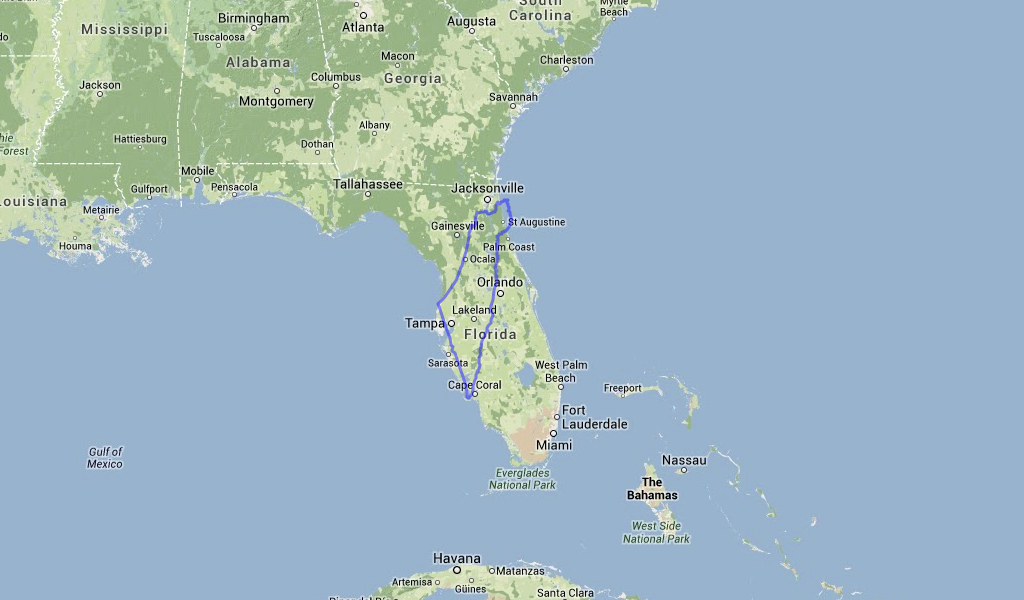 South
Carolina
Myrtle
Beach
Mississippi
Birmingham
Tuscaloosa
Atlanta
Augusta
Alabama
Macon
Georgia
Charleston
Columbus
Jackson
Montgomery
Savannah
Albany
Hattiesburg
Dothan
Forest
Mobile
Tallahassee
Jacksonville
Gulfport
Pensacola
ouisiana
Metairie
Gainesville
St Augustine
Houma
Palm Coast
Ocala
Orlando
Lakeland
Tampa
Florida
Sarasota
West Palm
Beach
Cape Coral
Freeport
Fort
Lauderdale
Miami
Gulf of
Mexico
Nassau
Everglades
National Park
The
Bahamas
West Side
National Park
Havana
Matanzas
Artemisa
Güines
Santa Clara